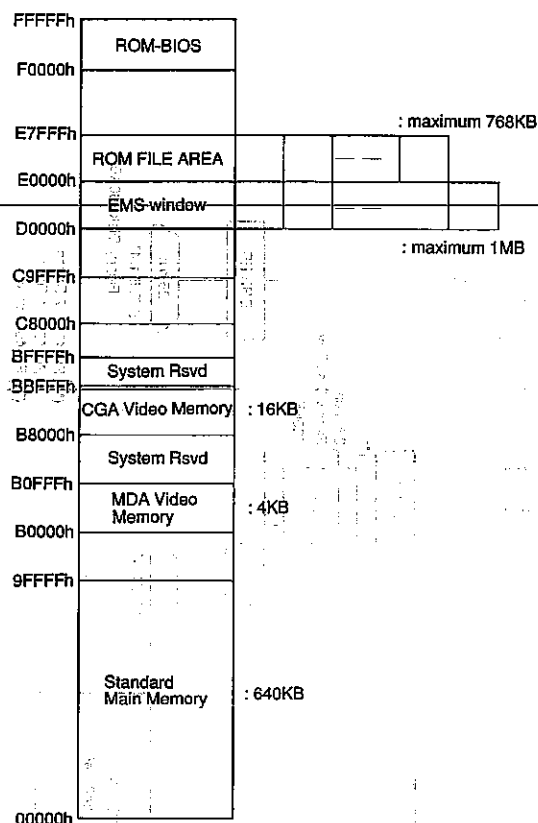 FFFFFh
ROM-BIOS
F0000h
: maximum 768KB
E7FFFh
ROM FILE AREA
E0000h
EMS window
D0000h
: maximum 1MB
C9FFFh
C8000h
BFFFFh
System Rsvd
BBFFFh
CGA Video Memory : 16KB
B8000h
System Rsvd
B0FFFh
MDA Video
Memory
: 4KB
B0000h
9FFFFh
Standard
Main Memory
: 640KB
00000h